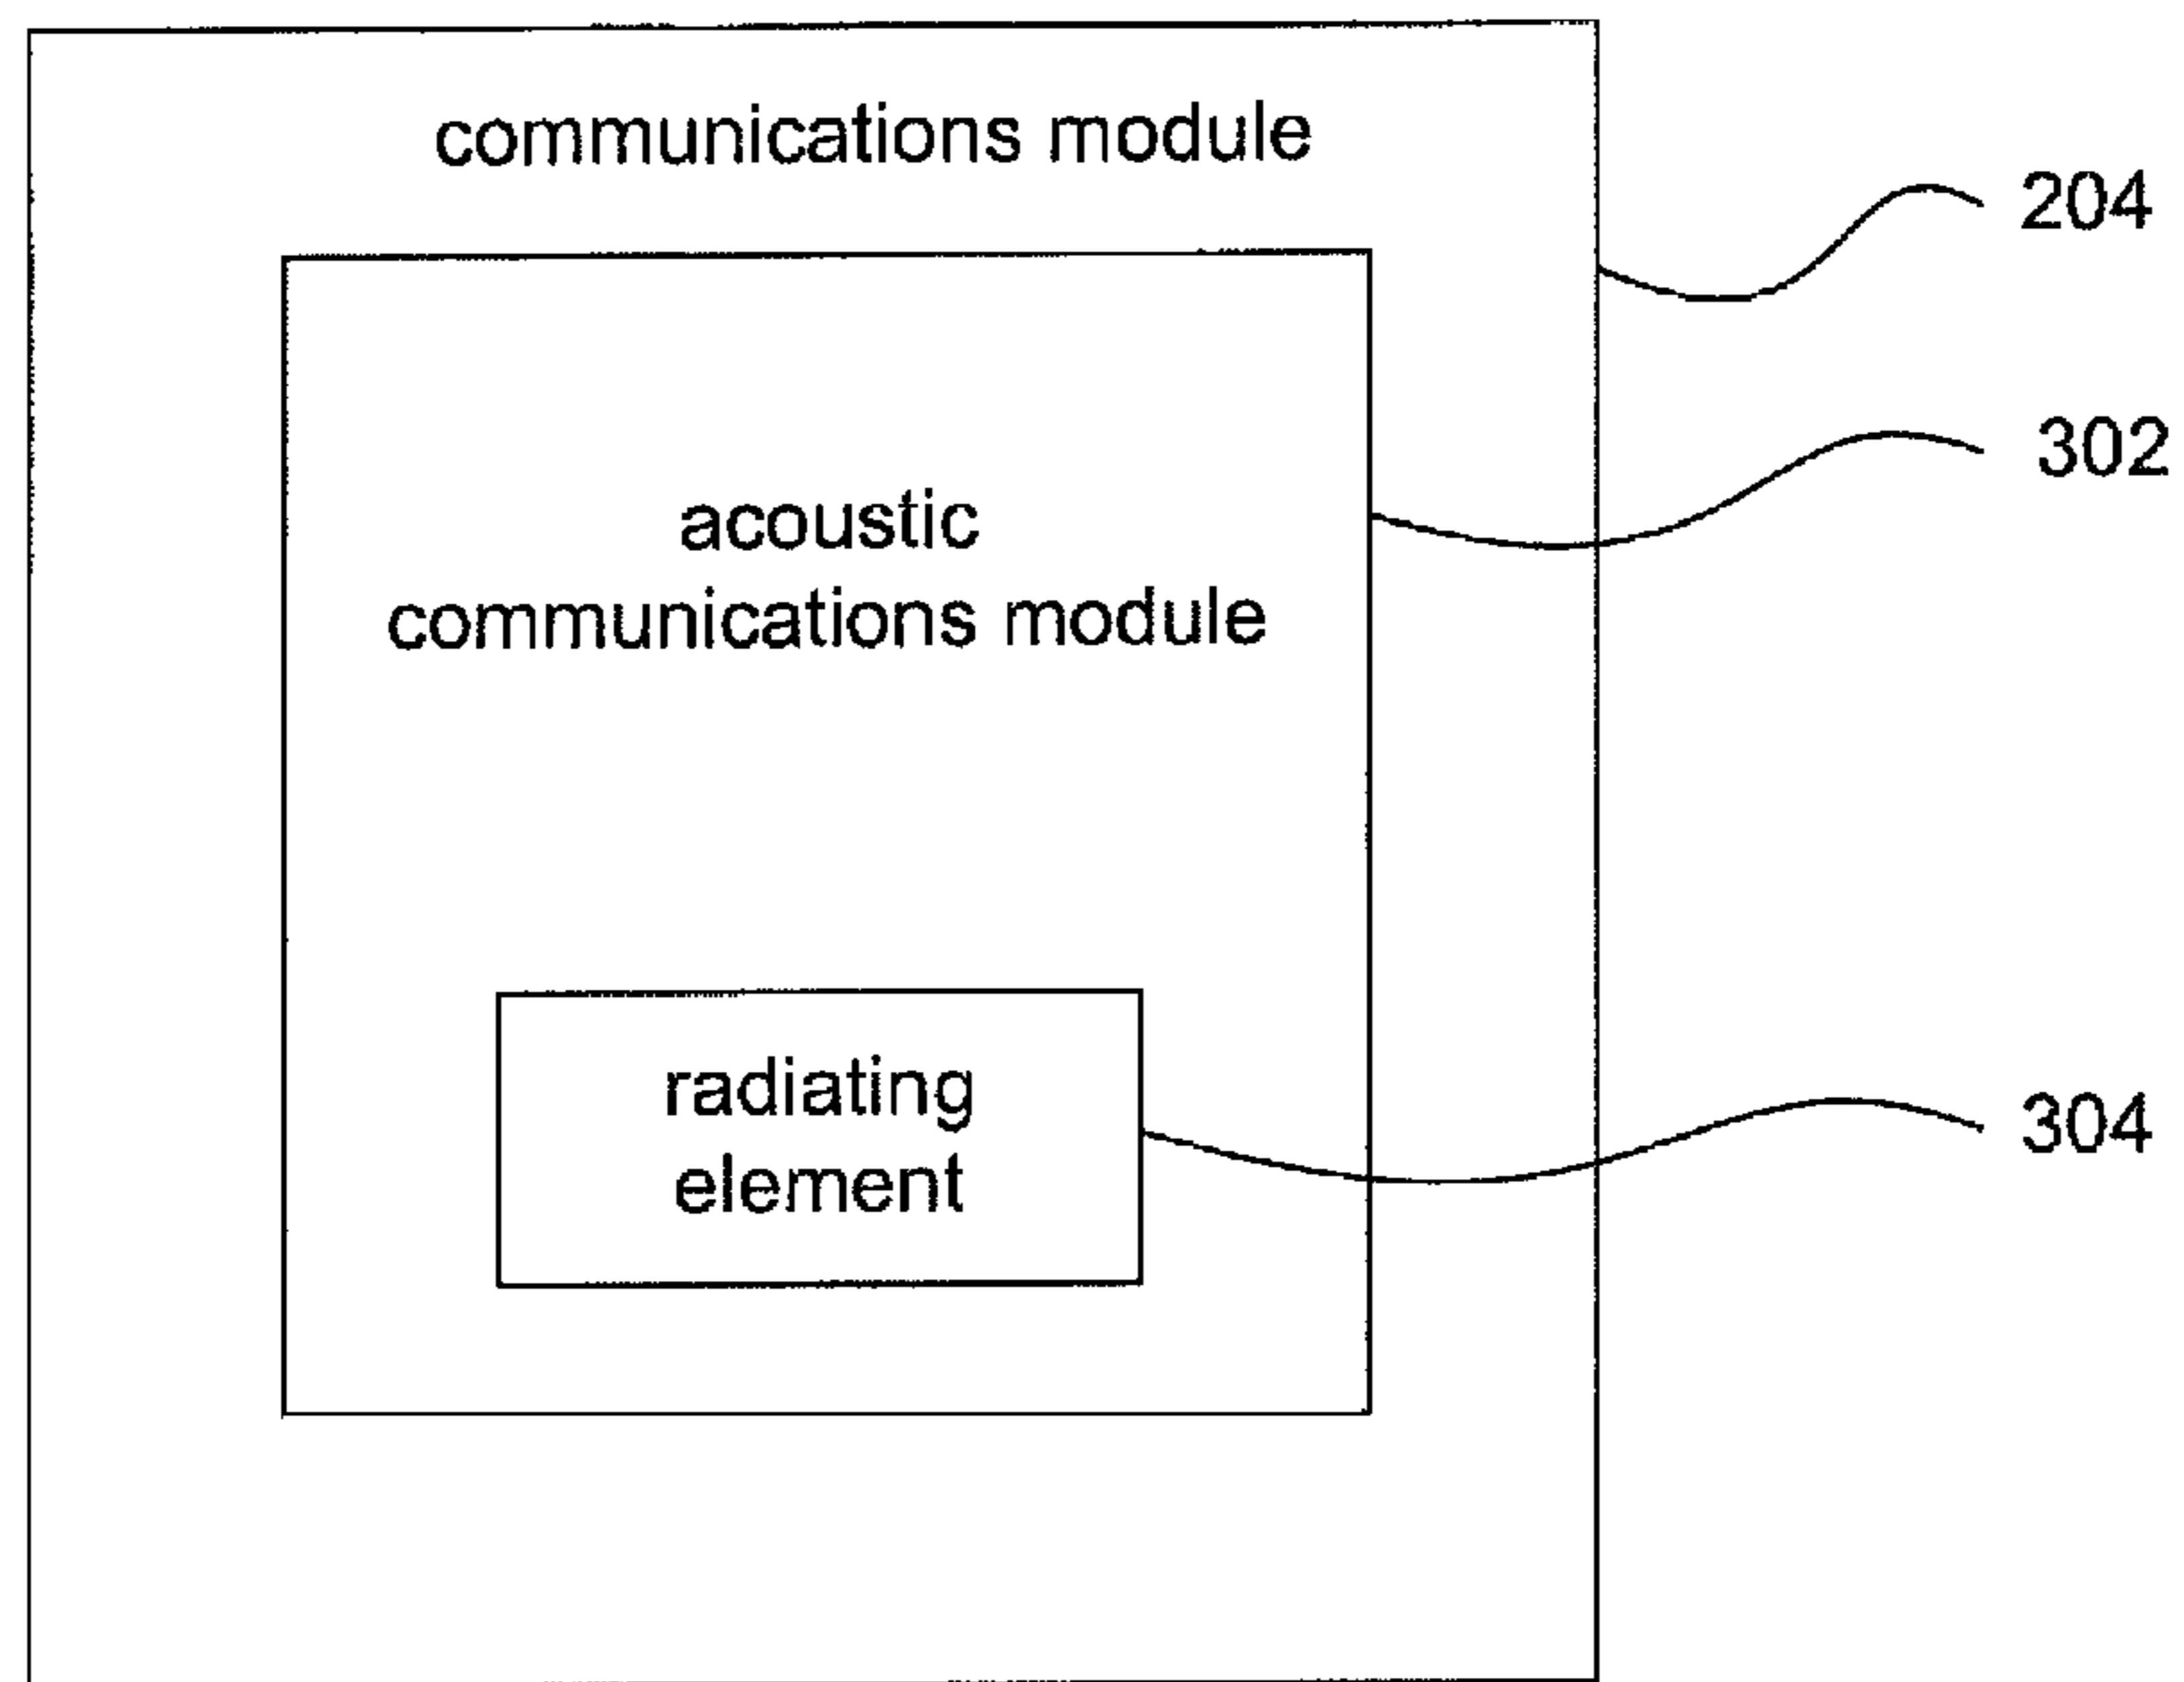 communications module
204
302
acoustic
communications module
radiating
element
304